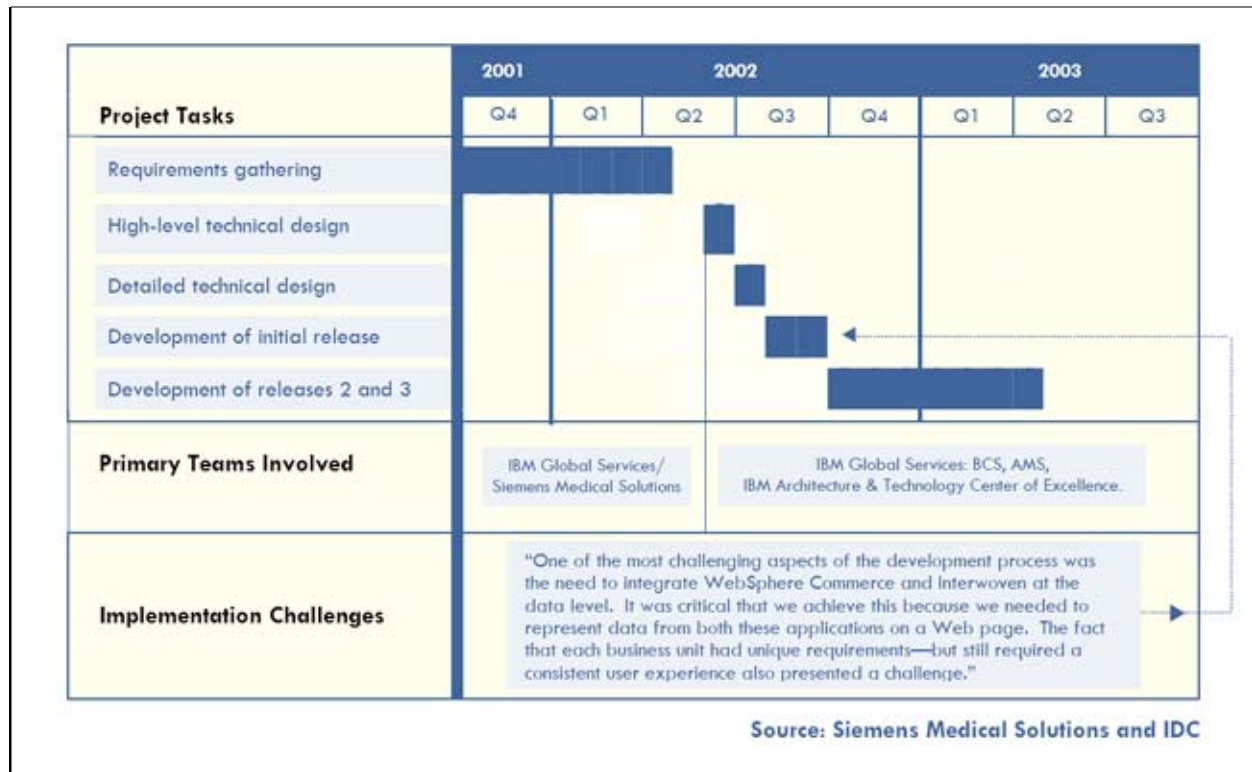 2001 2002 2003
Project Tasks
Q4 Q1 Q2 Q3 Q4 Q1 Q2 Q3
Requirements gathering
High-level technical design
Detailed technical design
Development of initial release
Development of releases 2 and 3
Primary Teams Involved
IBM Global Services/
Siemens Medical Solutions
IBM Global Services: BCS, AMS,
IBM Architecture & Technology Center of Excellence.
Implementation Challenges
“One of the most challenging aspects of the development process was
the need to integrate WebSphere Commerce and Interwoven at the
data level. It was critical that we achieve this because we needed to
represent data from both these applications on a Web page. The fact
that each business unit had unique requirements—but still required a
consistent user experience also presented a challenge.”
Source: Siemens Medical Solutions and IDC